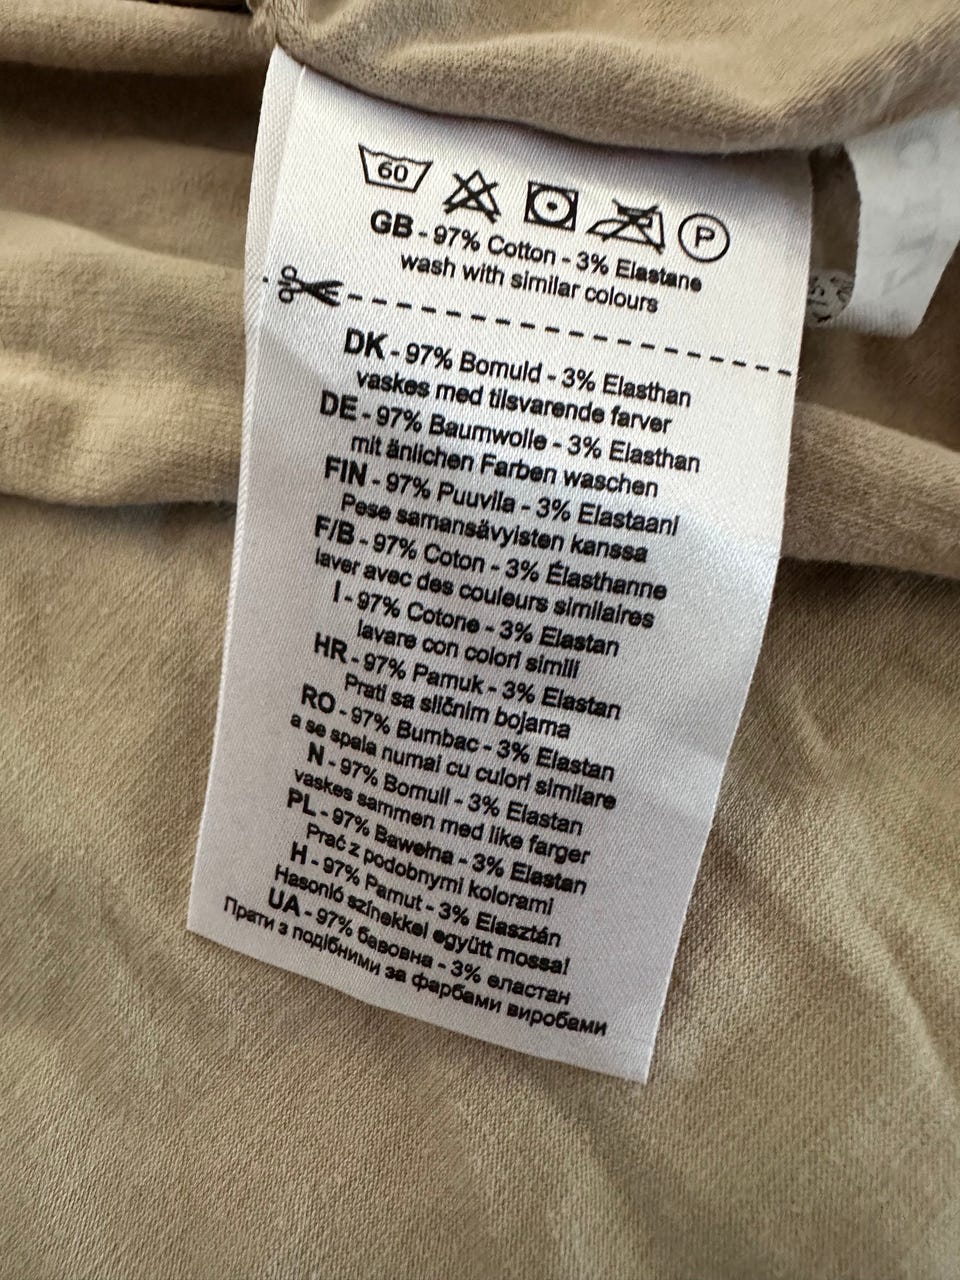 60
P
GB - 97% Cotton - 3% Elastane
wash with similar colours
DK - 97% Bomuld - 3% Elasthan
vaskes med tilsvarende farver
DE - 97% Baumwolle - 3% Elasthan
mit änlichen Farben waschen
FIN - 97% Puuvila - 3% Elastaani
Pese samansävyisten kanssa
F/B - 97% Coton - 3% Élasthanne
laver avec des couleurs similaires
I - 97% Cotone - 3% Elastan
lavare con colori simili
HR - 97% Pamuk - 3% Elastan
Prati sa sličnim bojama
RO - 97% Bumbac - 3% Elastan
a se spala numai cu culori similare
N - 97% Bomull - 3% Elastan
vaskes sammen med like farger
PL - 97% Bawełna - 3% Elastan
Prać z podobnymi kolorami
H - 97% Pamut - 3% Elasztán
Hasonló színekkel együtt mossa!
UA - 97% бавовна - 3% еластан
Прати з подібними за фарбами виробами